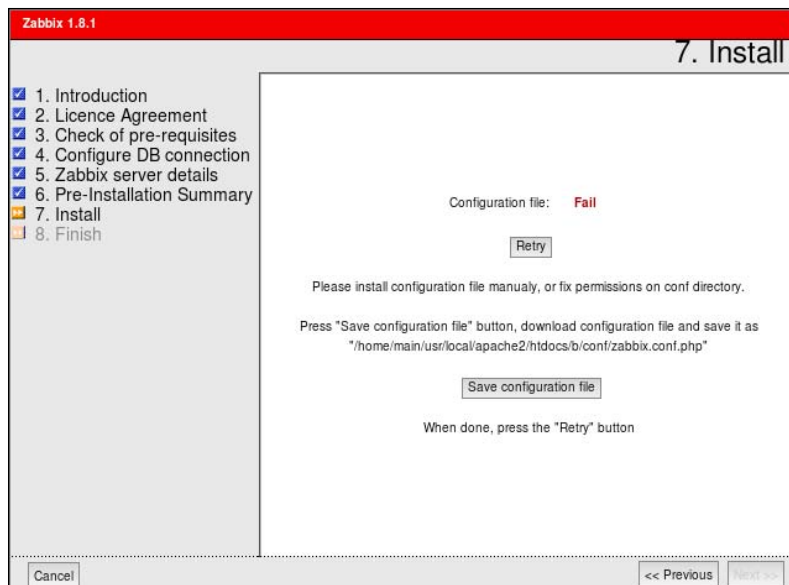 Zabbix 1.8.1
7. Install
1. Introduction
2. Licence Agreement
3. Check of pre-requisites
4. Configure DB connection
5. Zabbix server details
6. Pre-Installation Summary
7. Install
8. Finish
Configuration file: Fail
Retry
Please install configuration file manualy, or fix permissions on conf directory.
Press "Save configuration file" button, download configuration file and save it as
"/home/main/usr/local/apache2/htdocs/b/conf/zabbix.conf.php"
Save configuration file
When done, press the "Retry" button
Cancel
<< Previous
Next >>